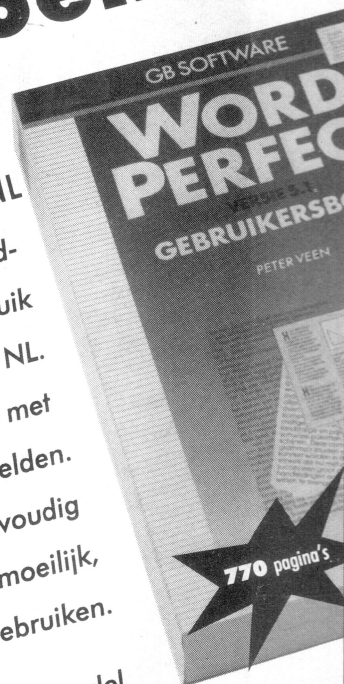 GB SOFTWARE
WORD
PERFEC
VERSIE 5.1
GEBRUIKERSBO
PETER VEEN
770 pagina's
NL
d-
uik
NL.
met
elden.
voudig
moeilijk,
ebruiken.